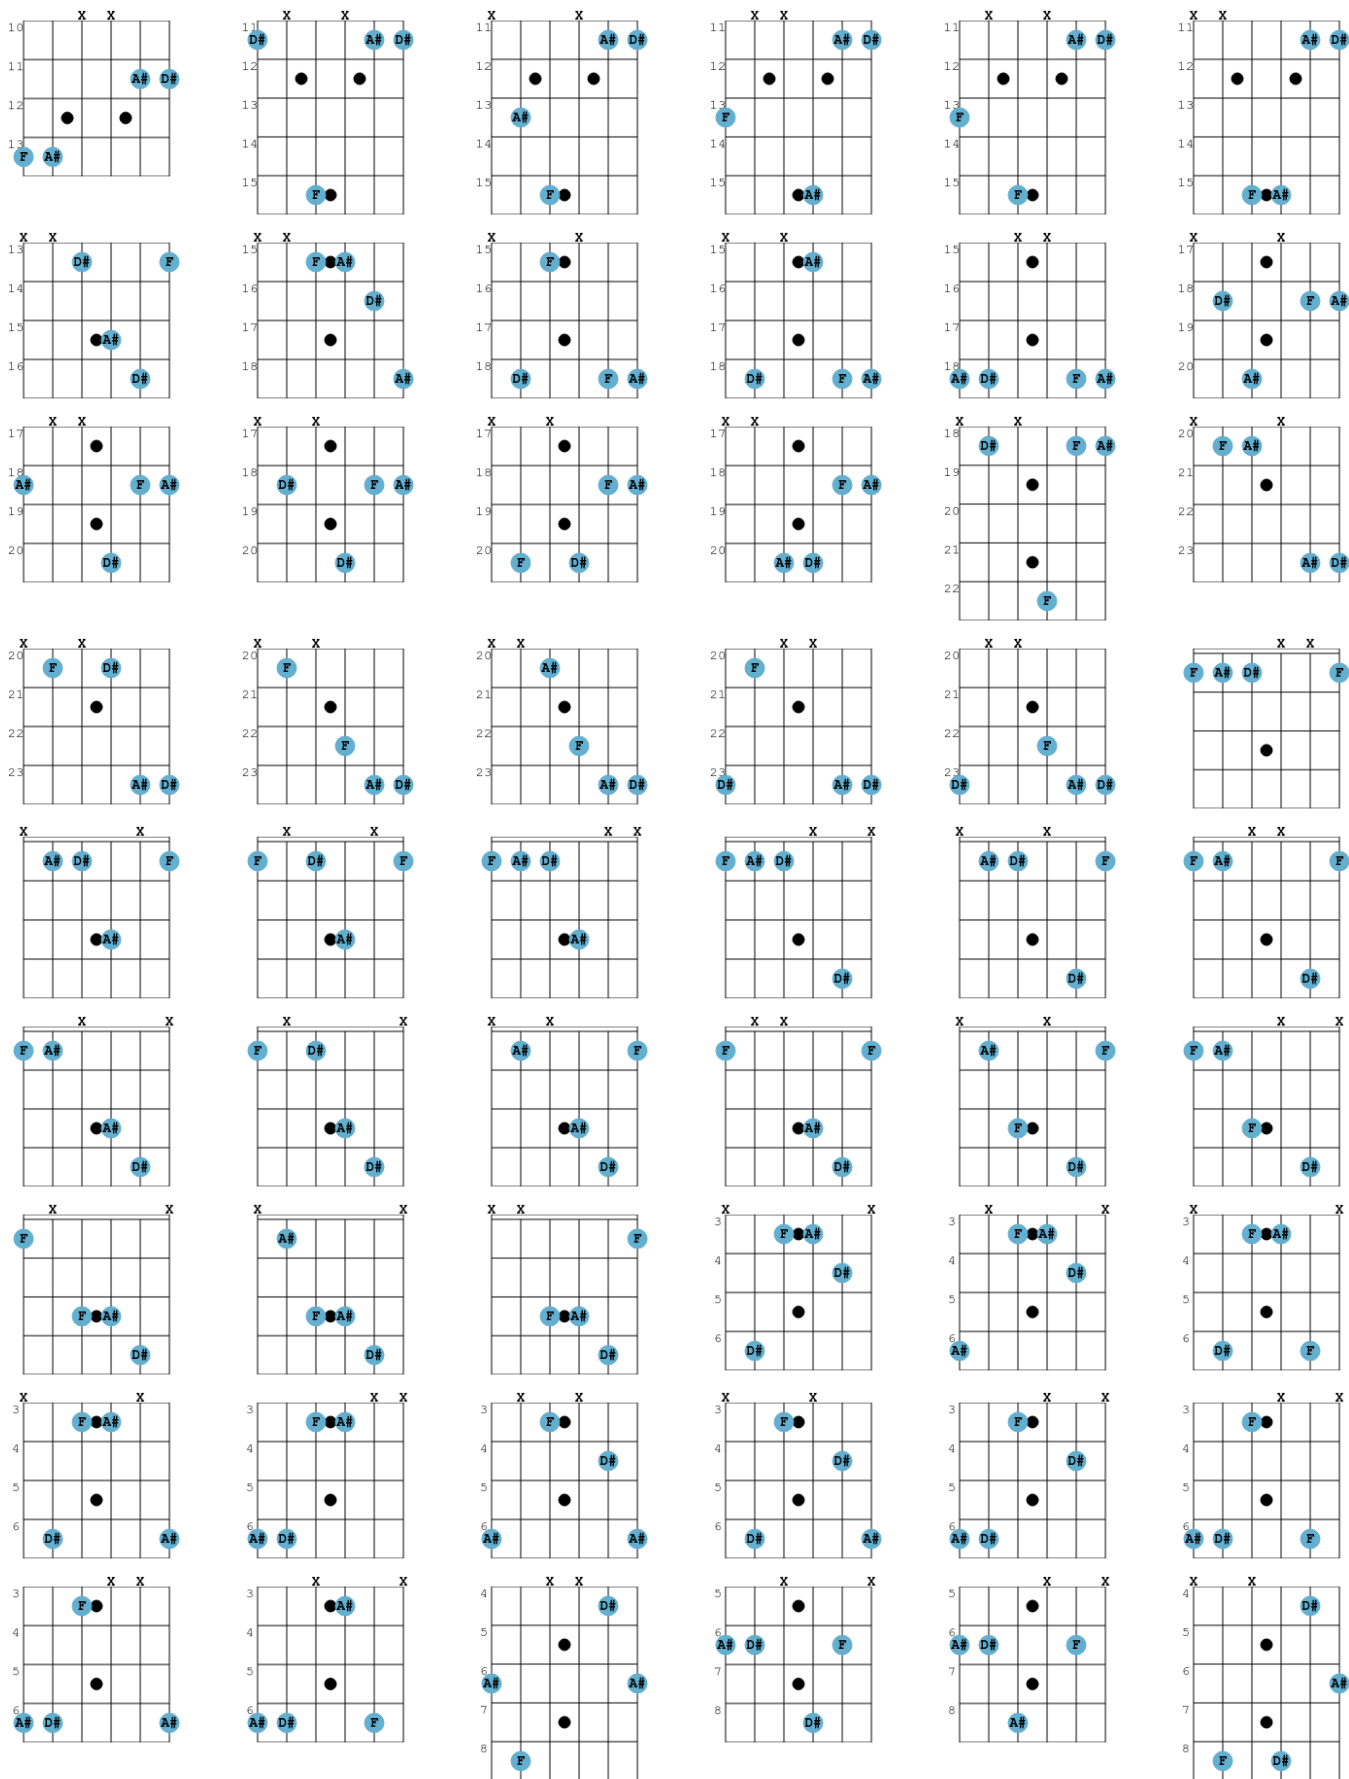 x x x x x x x x x x x x
10 11 11 11 11 11
D# A# D# A# D# A# D# A# D# A# D#
11 12 12 12 12 12
A# D#
12 13 13 13 13 13
A# F F
13 14 14 14 14 14
F A#
15 15 15 15 15
F F A# F F A#
x x x x x x x x x x x x
13 15 15 15 15 17
D# F F A# F A#
14 16 16 16 16 18
D# D# F A#
15 17 17 17 17 19
A#
16 18 18 18 18 20
D# A# D# F A# D# F A# A# D# F A# A#
x x x x x x x x x x x x
17 17 17 17 18 20
D# F A# F A#
18 18 18 18 19 21
A# F A# D# F A# F A# F A#
19 19 19 19 20 22
20 20 20 20 21 23
D# D# F D# A# D# A# D#
22
F
x x x x x x x x x x x x
20 20 20 20 20
F D# F A# F F A# D# F
21 21 21 21 21
22 22 22 22 22
F F F
23 23 23 23 23
A# D# A# D# A# D# D# A# D# D# A# D#
x x x x x x x x x x x x
A# D# F F D# F F A# D# F A# D# A# D# F F A# F
A# A# A#
D# D# D#
x x x x x x x x x x x x
F A# F D# A# F F F A# F F A#
A# A# A# A# F F
D# D# D# D# D# D#
x x x x x x x x x x x x
3 3 3
F A# F F A# F A# F A#
4 4 4
D# D#
5 5 5
F A# F A# F A#
6 6 6
D# D# D# D# A# D# F
x x x x x x x x x x x x
3 3 3 3 3 3
F A# F A# F F F F
4 4 4 4 4 4
D# D# D#
5 5 5 5 5 5
6 6 6 6 6 6
D# A# A# D# A# A# D# A# A# D# A# D# F
x x x x x x x x x x x x
3 3 4 5 5 4
F A# D# D#
4 4 5 6 6 5
A# D# F A# D# F
5 5 6 7 7 6
A# A# A#
6 6 7 8 8 7
A# D# A# A# D# F D# A#
8 8
F F D#